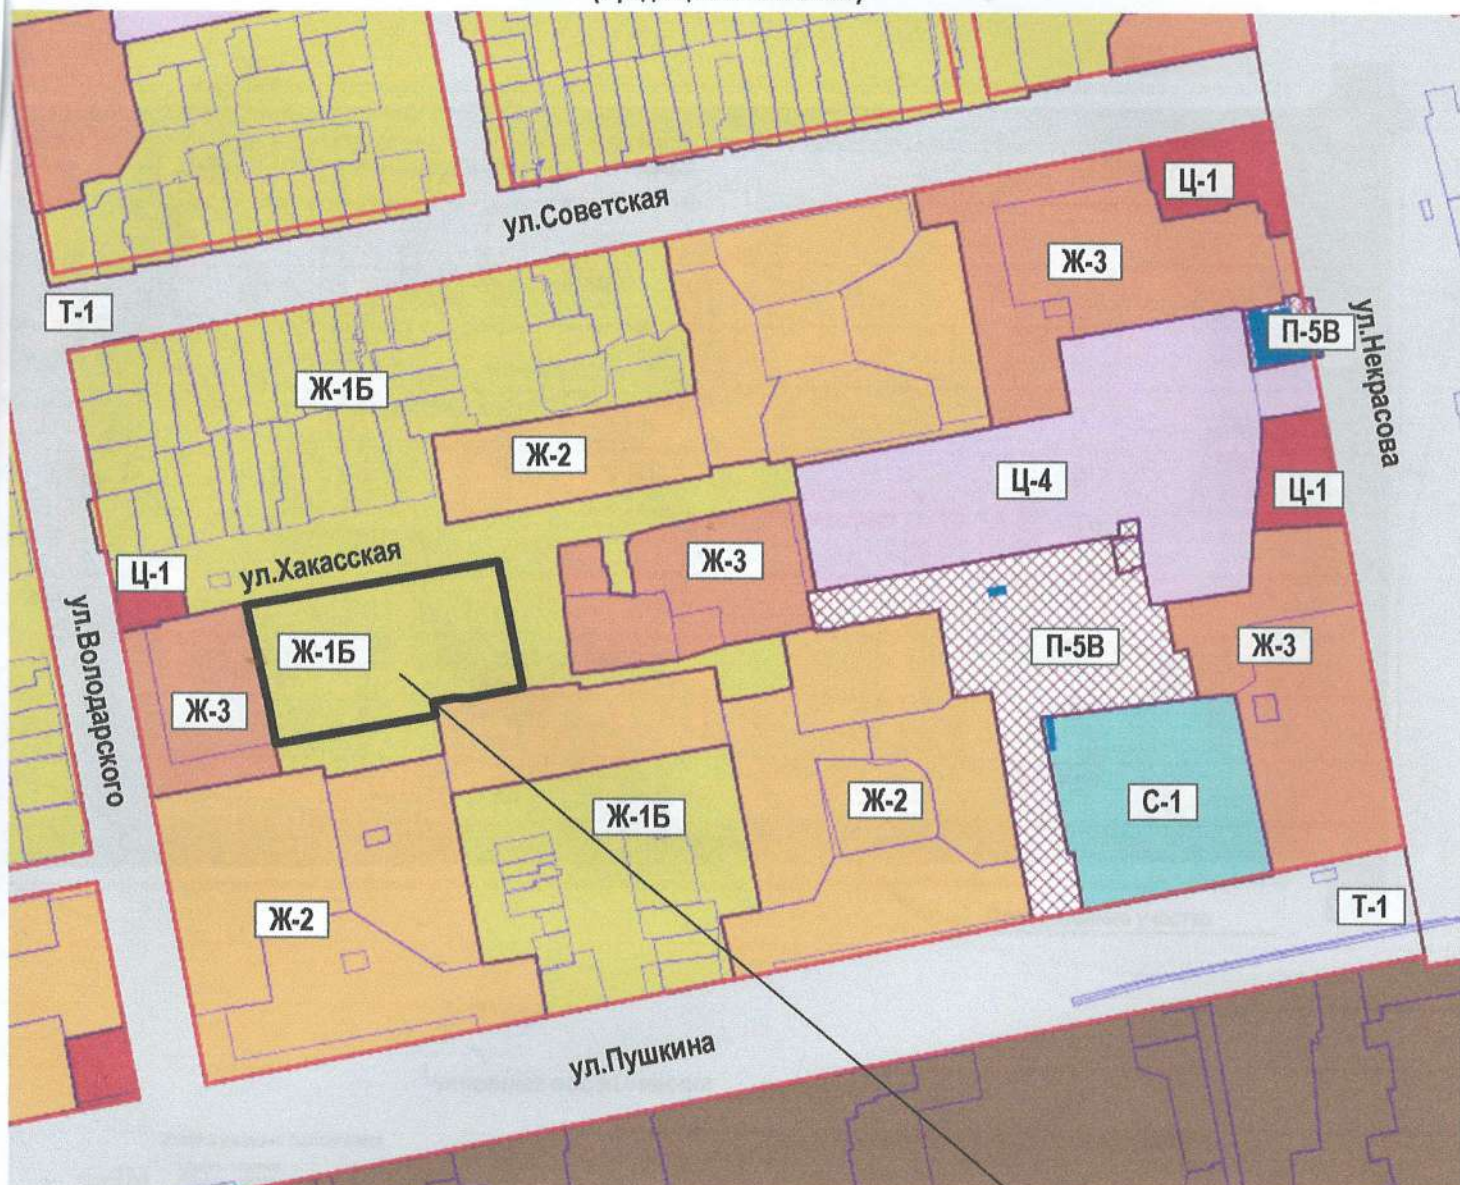 ул.Советская
Ц-1
Ж-3
Т-1
П-5В
ул.Некрасова
Ж-1Б
Ж-2
Ц-4
Ц-1
ул.Хакасская
Ж-3
Ц-1
ул.Володарского
Ж-1Б
П-5В
Ж-3
Ж-3
Ж-2
С-1
Ж-1Б
Ж-2
Т-1
ул.Пушкина